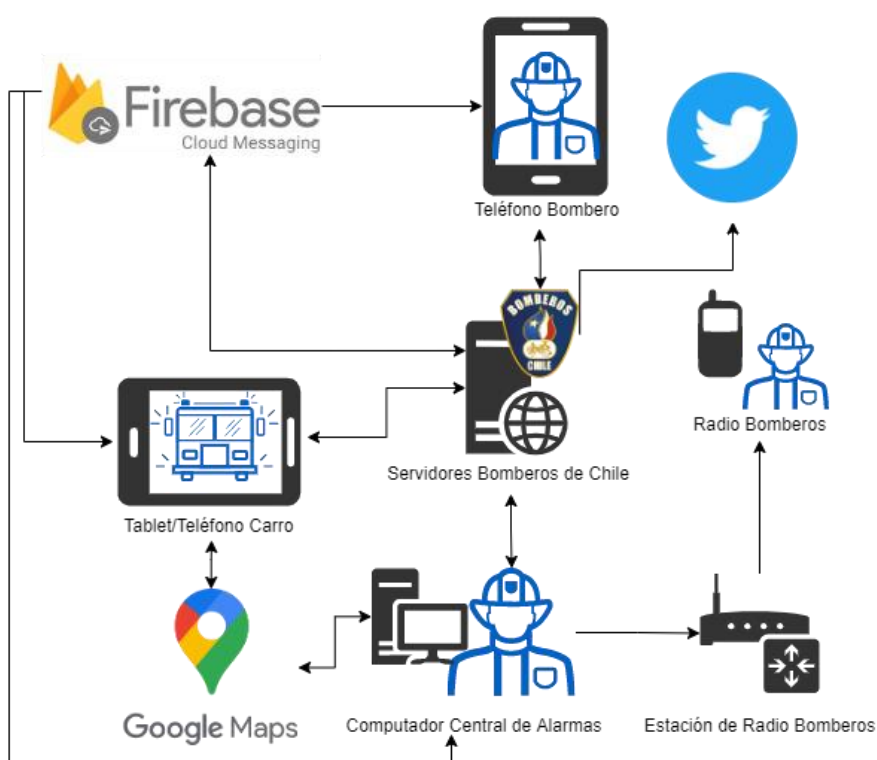 Firebase
Cloud Messaging
Teléfono Bombero
BOMBEROS
CHILE
Radio Bomberos
Servidores Bomberos de Chile
Tablet/Teléfono Carro
Google Maps
Computador Central de Alarmas
Estación de Radio Bomberos